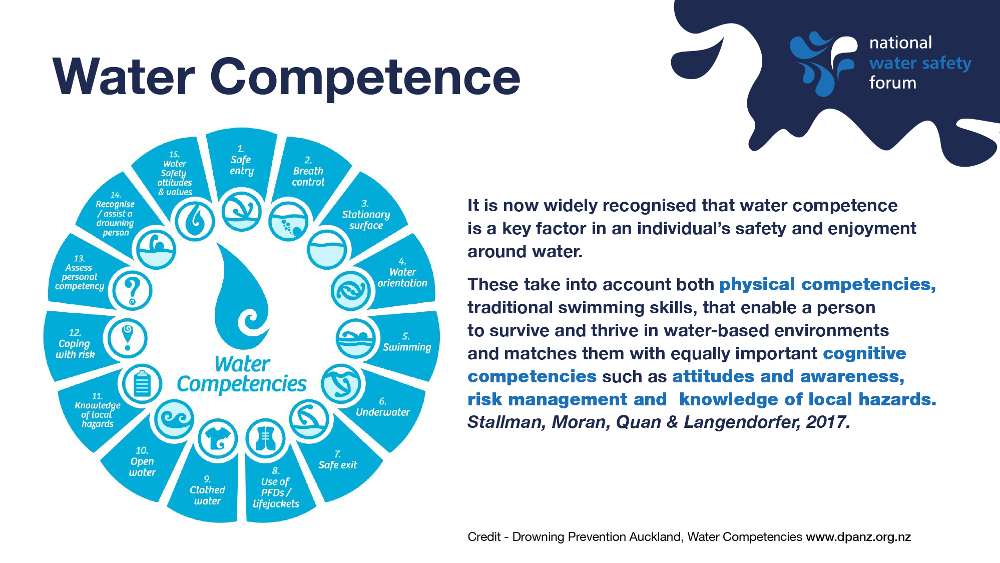 Water Competence
national
water safety
forum
1.
Safe
entry
2.
Breath
control
3.
Stationary
surface
4.
Water
orientation
5.
Swimming
6.
Underwater
7.
Safe exit
8.
Use of
PFDs /
lifejackets
9.
Clothed
water
10.
Open
water
11.
Knowledge
of local
hazards
12.
Coping
with risk
13.
Assess
personal
competency
14.
Recognise
/ assist a
drowning
person
15.
Water
Safety
attitudes
& values
Water
Competencies
It is now widely recognised that water competence
is a key factor in an individual’s safety and enjoyment
around water.
These take into account both physical competencies,
traditional swimming skills, that enable a person
to survive and thrive in water-based environments
and matches them with equally important cognitive
competencies such as attitudes and awareness,
risk management and  knowledge of local hazards.
Stallman, Moran, Quan & Langendorfer, 2017.
Credit - Drowning Prevention Auckland, Water Competencies www.dpanz.org.nz